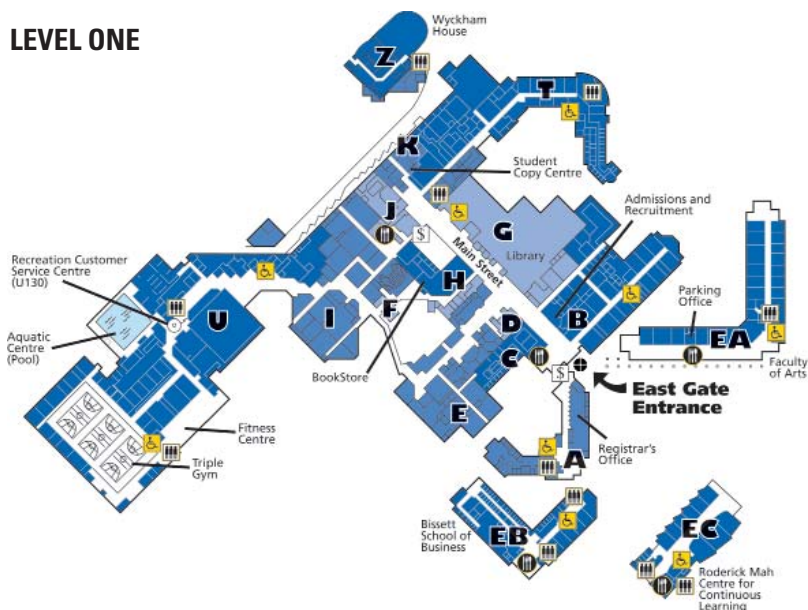 LEVEL ONE
Wyckham
House
Z
T
K
Student
Copy Centre
Admissions and
Recruitment
J
G
$
Main Street
Library
Recreation Customer
Service Centre
(U130)
H
Parking
Office
F
D
B
U
I
EA
Aquatic
Centre
(Pool)
C
Faculty
of Arts
BookStore
$
East Gate
Entrance
E
Fitness
Centre
Triple
Gym
A
Registrar's
Office
Bissett
School of
Business
EB
EC
Roderick Mah
Centre for
Continuous
Learning